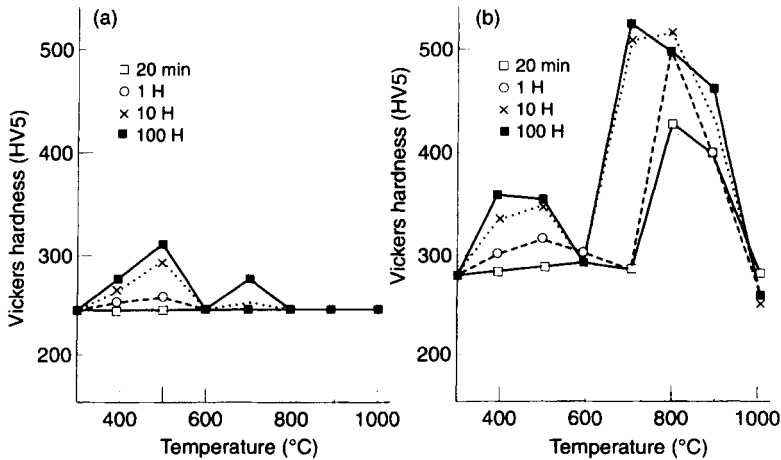 (a)
20 min
1 H
10 H
100 H
Vickers hardness (HV5)
500
400
300
200
400 600 800 1000
Temperature (°C)
(b)
20 min
1 H
10 H
100 H
Vickers hardness (HV5)
500
400
300
200
400 600 800 1000
Temperature (°C)